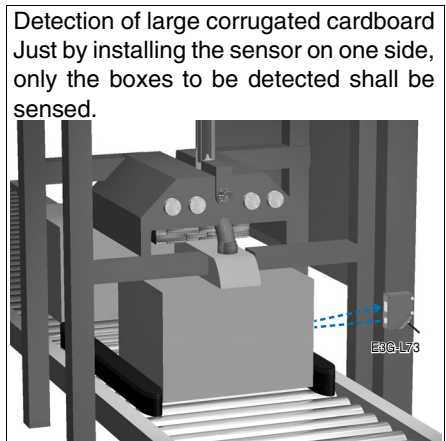 Detection of large corrugated cardboard
Just by installing the sensor on one side,
only the boxes to be detected shall be
sensed.
E3G-L73